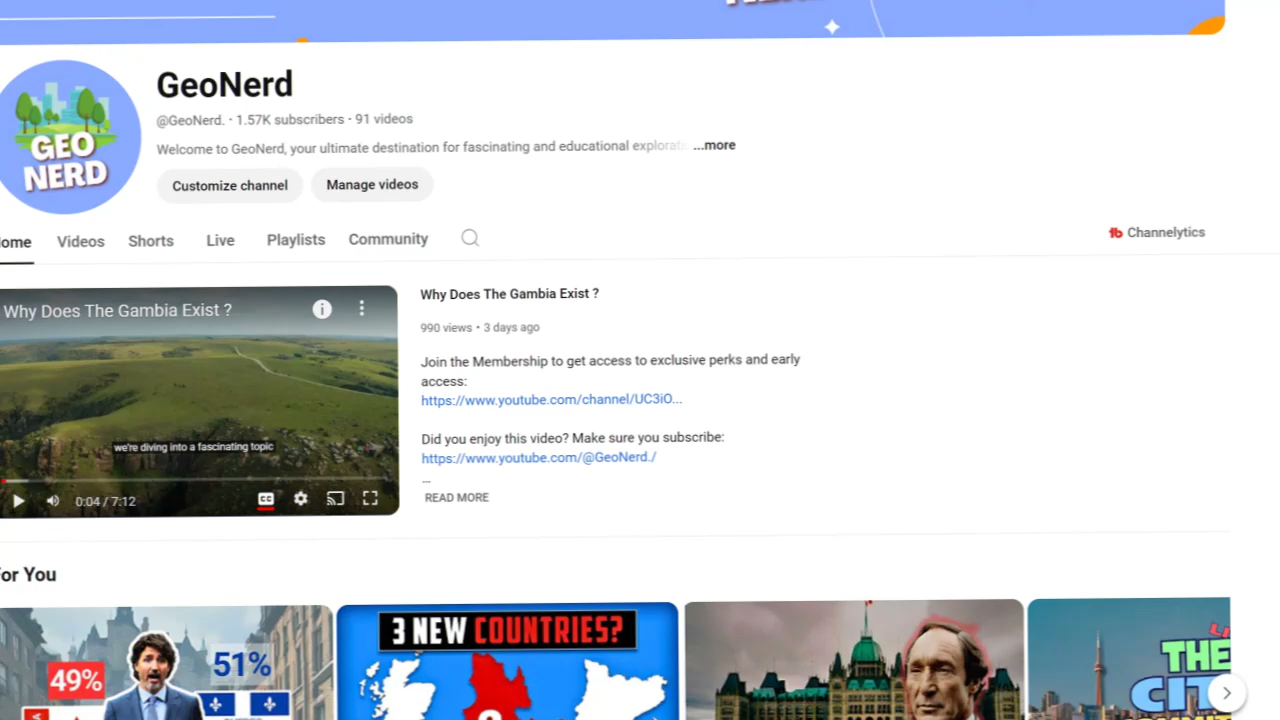 GeoNerd
@GeoNerd. · 1.57K subscribers · 91 videos
Welcome to GeoNerd, your ultimate destination for fascinating and educational explorat ...more
GEO
NERD
Customize channel
Manage videos
ome
Videos
Shorts
Live
Playlists
Community
Channelytics
Why Does The Gambia Exist ?
we're diving into a fascinating topic
0:04 / 7:12
CC
Why Does The Gambia Exist ?
990 views • 3 days ago
Join the Membership to get access to exclusive perks and early
access:
https://www.youtube.com/channel/UC3iO...
Did you enjoy this video? Make sure you subscribe:
https://www.youtube.com/@GeoNerd./
...
READ MORE
or You
49%
51%
3 NEW COUNTRIES?
THE